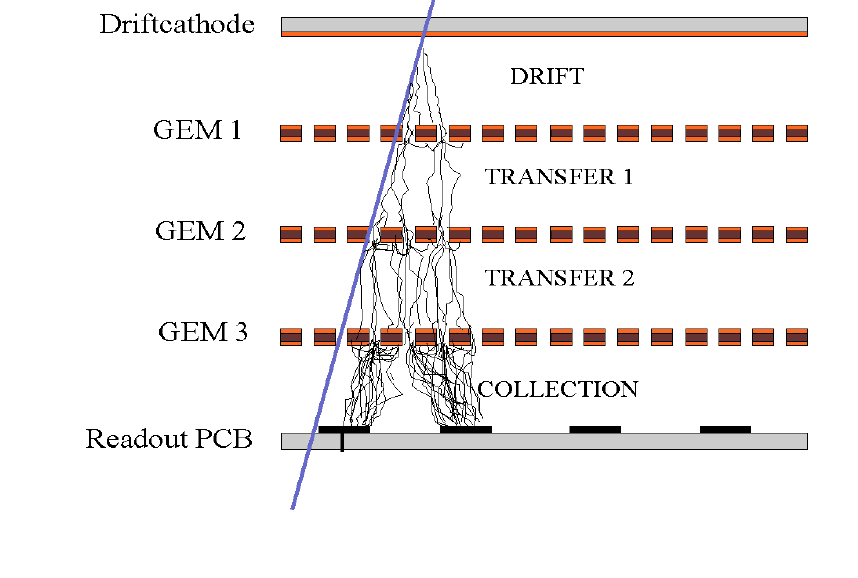 Driftcathode
DRIFT
GEM 1
TRANSFER 1
GEM 2
TRANSFER 2
GEM 3
COLLECTION
Readout PCB